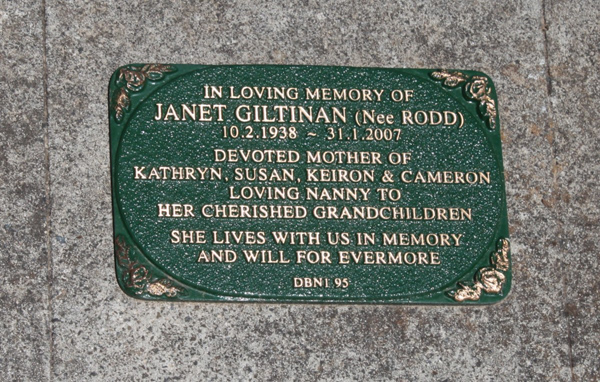 IN LOVING MEMORY OF
JANET GILTINAN (Nee RODD)
10.2.1938 ~ 31.1.2007
DEVOTED MOTHER OF
KATHRYN, SUSAN, KEIRON & CAMERON
LOVING NANNY TO
HER CHERISHED GRANDCHILDREN
SHE LIVES WITH US IN MEMORY
AND WILL FOR EVERMORE
DBN1 95